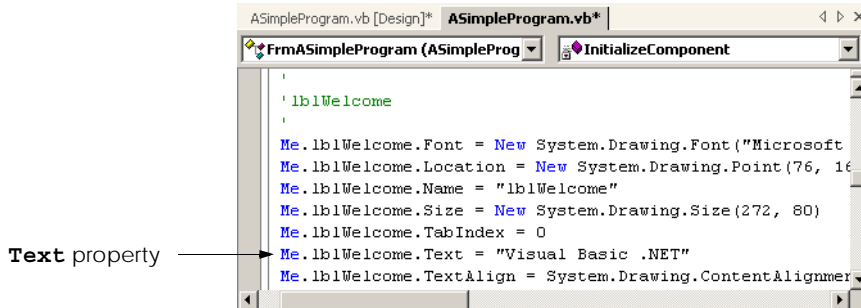 ASimpleProgram.vb [Design]* ASimpleProgram.vb*
FrmASimpleProgram (ASimpleProg InitializeComponent
'
'lblWelcome
'
Me.lblWelcome.Font = New System.Drawing.Font("Microsoft
Me.lblWelcome.Location = New System.Drawing.Point(76, 16
Me.lblWelcome.Name = "lblWelcome"
Me.lblWelcome.Size = New System.Drawing.Size(272, 80)
Me.lblWelcome.TabIndex = 0
Text property Me.lblWelcome.Text = "Visual Basic .NET"
Me.lblWelcome.TextAlign = System.Drawing.ContentAlignmen